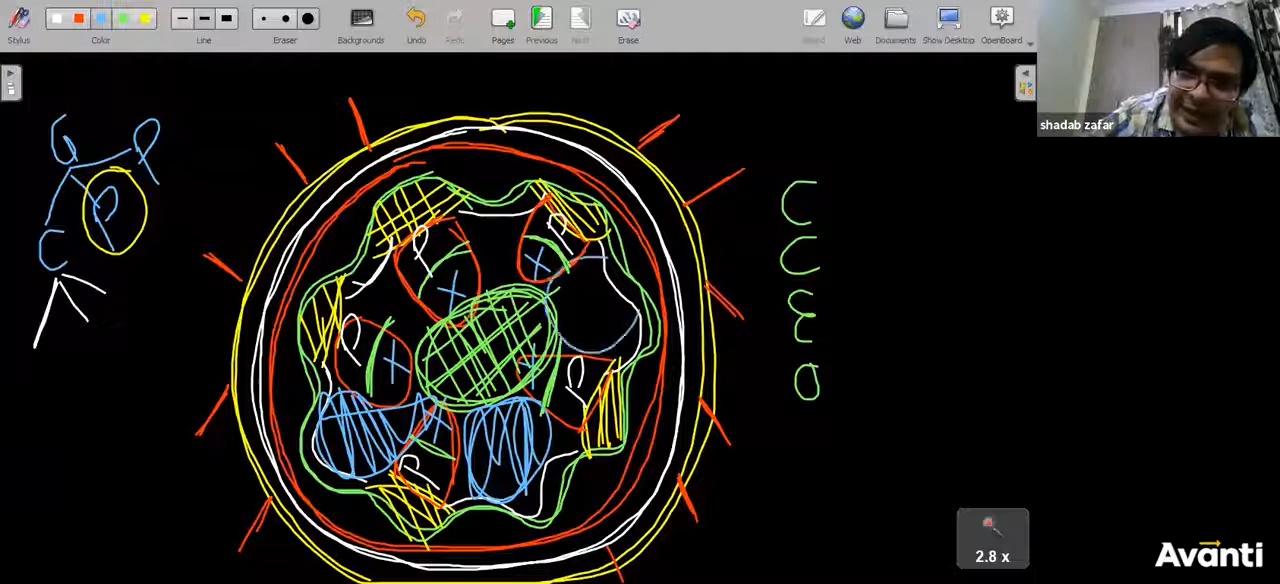 Stylus
Color
Line
Eraser
Backgrounds
Undo
Redo
Pages
Previous
Next
Erase
Board
Web
Documents
Show Desktop
OpenBoard
shadab zafar
G P
P
C
P
P
X
X
P
X
X
P
X
P
C
C
E
O
2.8 x
Avanti